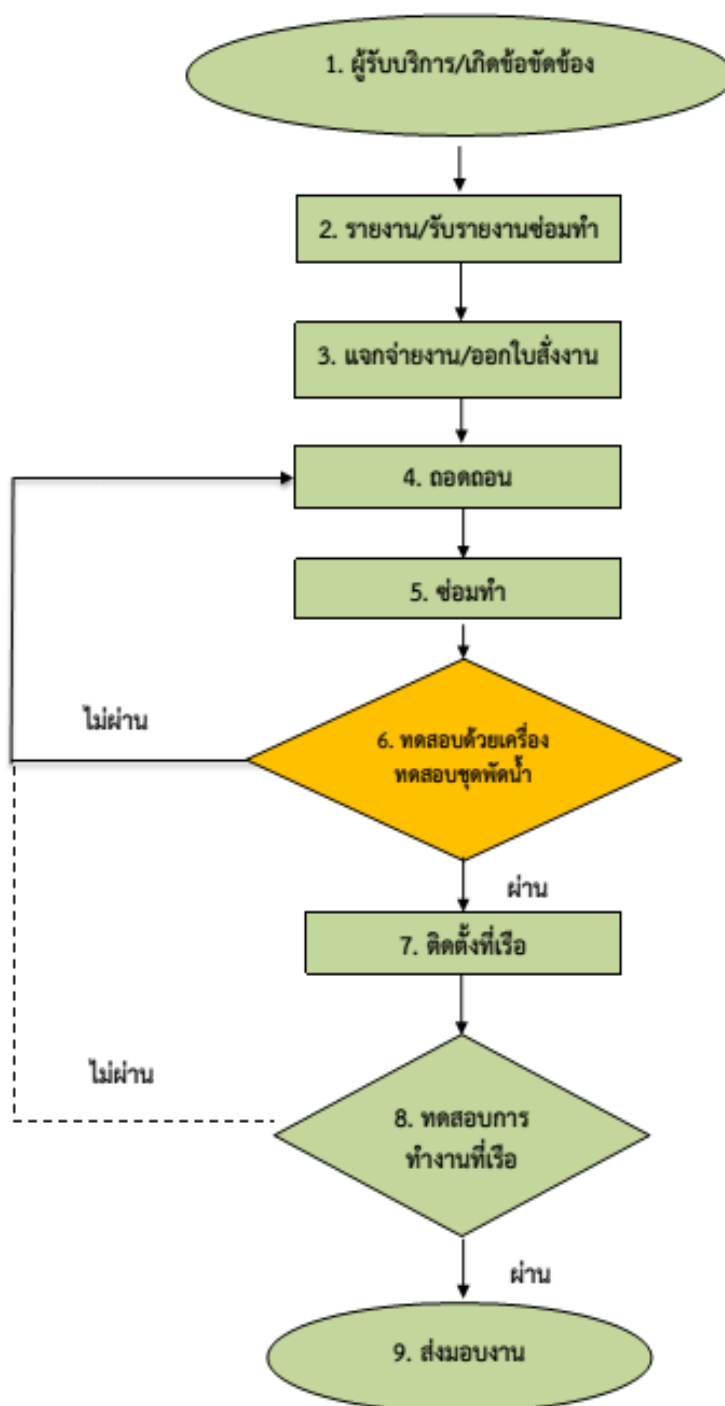 1. ผู้รับบริการ/เกิดข้อขัดข้อง
2. รายงาน/รับรายงานซ่อมทำ
3. แจกจ่ายงาน/ออกใบสั่งงาน
4. ถอดถอน
5. ซ่อมทำ
ไม่ผ่าน
6. ทดสอบด้วยเครื่อง
ทดสอบชุดพัดน้ำ
ผ่าน
7. ติดตั้งที่เรือ
ไม่ผ่าน
8. ทดสอบการ
ทำงานที่เรือ
ผ่าน
9. ส่งมอบงาน